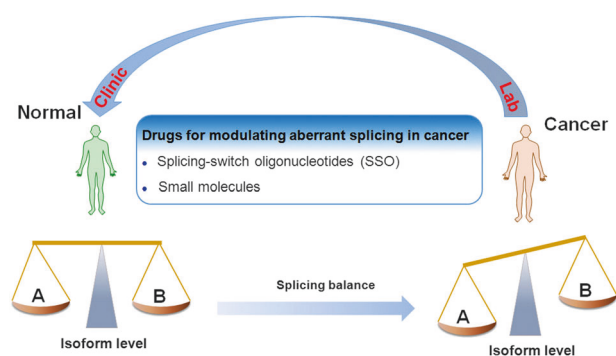 Clinic
Lab
Normal
Cancer
Drugs for modulating aberrant splicing in cancer
• Splicing-switch oligonucleotides (SSO)
• Small molecules
A
B
Splicing balance
A
B
Isoform level
Isoform level